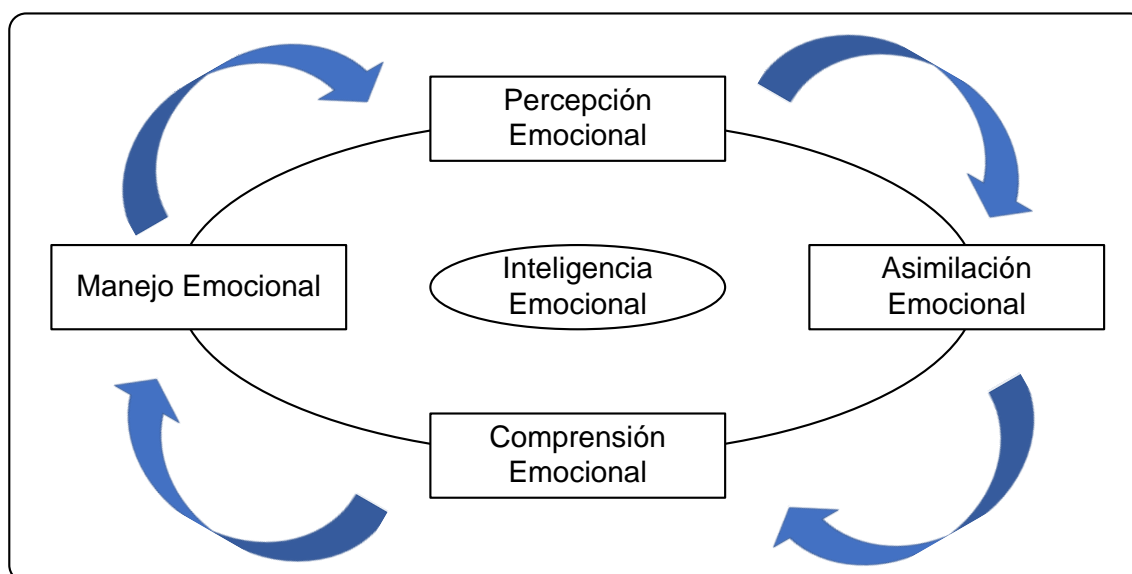 Percepción
Emocional
Manejo Emocional
Inteligencia
Emocional
Asimilación
Emocional
Comprensión
Emocional